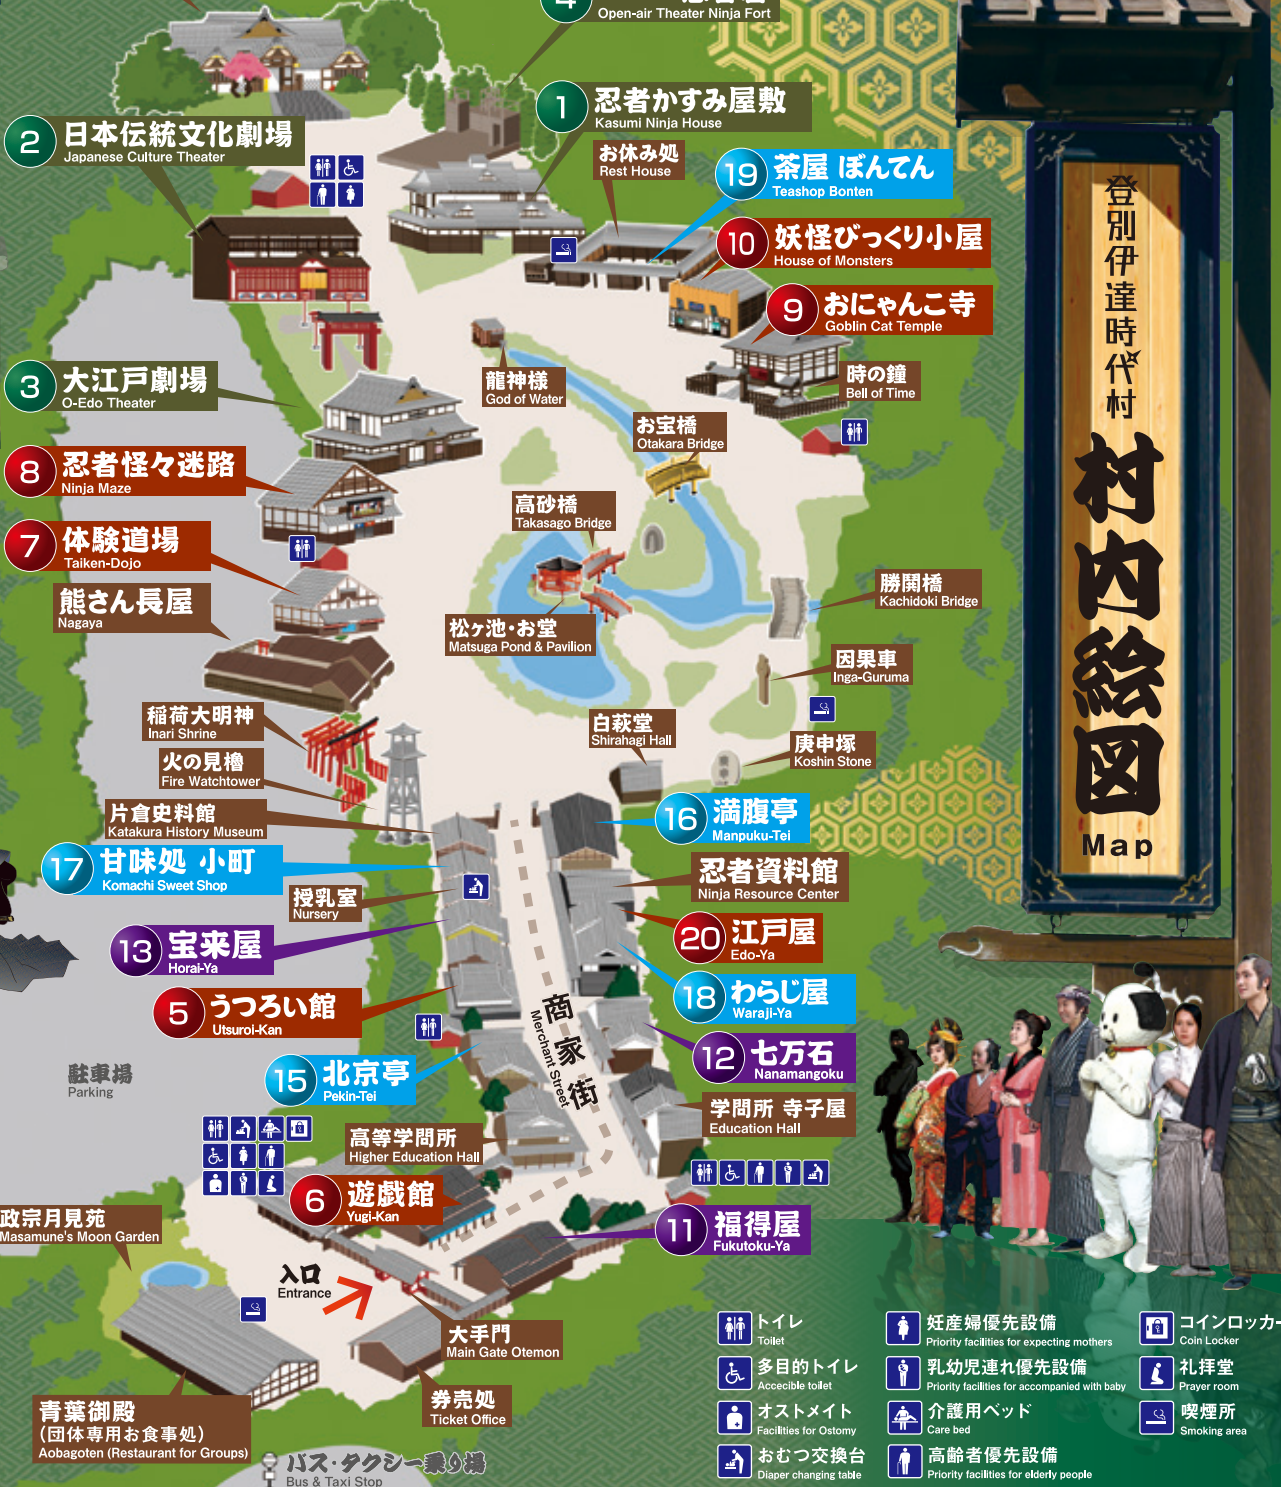 Open-air Theater Ninja Fort
1
忍者かすみ屋敷
Kasumi Ninja House
2
日本伝統文化劇場
Japanese Culture Theater
お休み処
Rest House
19
茶屋 ぼんてん
Teashop Bonten
10
妖怪びっくり小屋
House of Monsters
9
おにゃんこ寺
Goblin Cat Temple
龍神様
God of Water
時の鐘
Bell of Time
3
大江戸劇場
O-Edo Theater
お宝橋
Otakara Bridge
8
忍者怪々迷路
Ninja Maze
高砂橋
Takasago Bridge
7
体験道場
Taiken-Dojo
熊さん長屋
Nagaya
勝鬨橋
Kachidoki Bridge
松ヶ池・お堂
Matsuga Pond & Pavilion
因果車
Inga-Guruma
稲荷大明神
Inari Shrine
白萩堂
Shirahagi Hall
庚申塚
Koshin Stone
火の見櫓
Fire Watchtower
片倉史料館
Katakura History Museum
16
満腹亭
Manpuku-Tei
17
甘味処 小町
Komachi Sweet Shop
忍者資料館
Ninja Resource Center
授乳室
Nursery
20
江戸屋
Edo-Ya
13
宝来屋
Horai-Ya
18
わらじ屋
Waraji-Ya
5
うつろい館
Utsuroi-Kan
商家街
Merchant Street
12
七万石
Nanamangoku
15
北京亭
Pekin-Tei
駐車場
Parking
学問所 寺子屋
Education Hall
高等学問所
Higher Education Hall
6
遊戯館
Yugi-Kan
11
福得屋
Fukutoku-Ya
政宗月見苑
Masamune's Moon Garden
入口
Entrance
大手門
Main Gate Otemon
券売処
Ticket Office
青葉御殿
（団体専用お食事処）
Aobagoten (Restaurant for Groups)
バス・タクシー乗り場
Bus & Taxi Stop
登別伊達時代村
村内絵図
Map
トイレ
Toilet
多目的トイレ
Accecible toilet
オストメイト
Facilities for Ostomy
おむつ交換台
Diaper changing table
妊産婦優先設備
Priority facilities for expecting mothers
乳幼児連れ優先設備
Priority facilities for accompanied with baby
介護用ベッド
Care bed
高齢者優先設備
Priority facilities for elderly people
コインロッカー
Coin Locker
礼拝堂
Prayer room
喫煙所
Smoking area